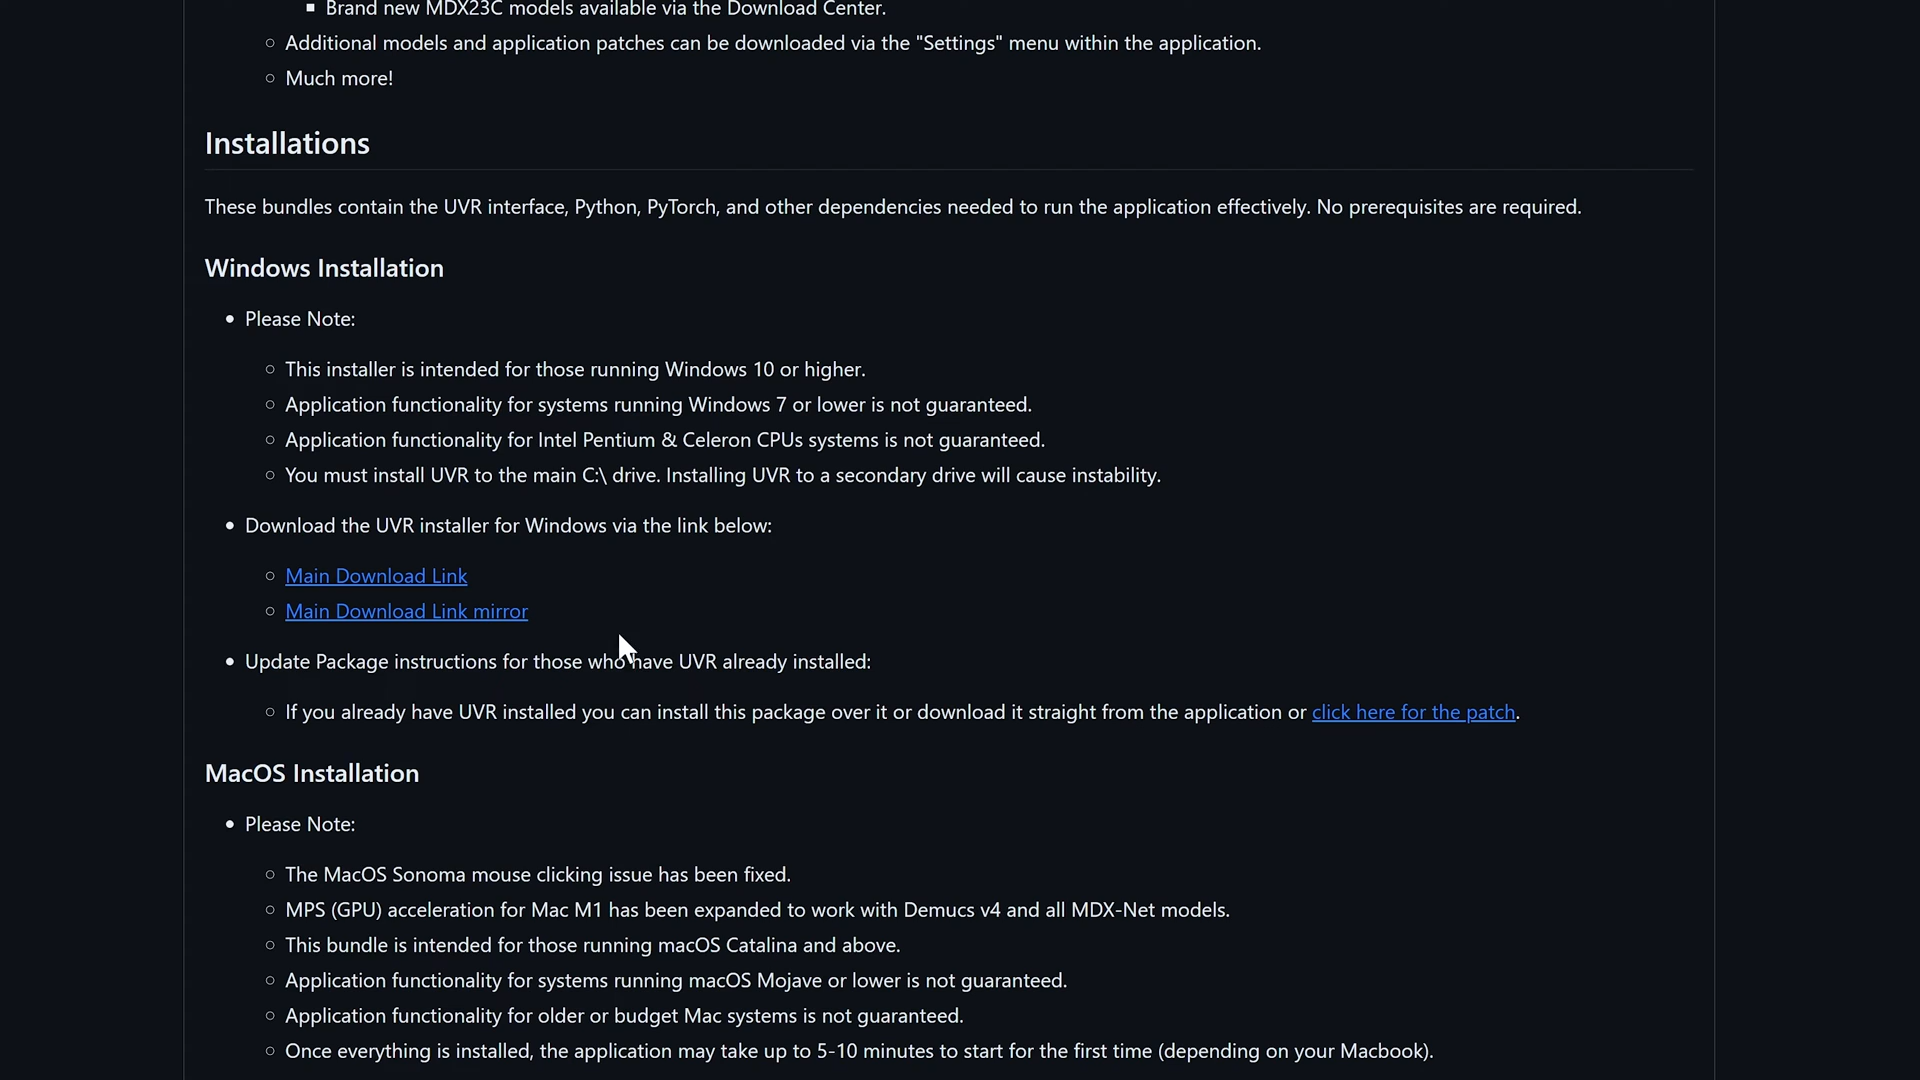 Brand new MDX23C models available via the Download Center.
Additional models and application patches can be downloaded via the "Settings" menu within the application.
Much more!
Installations
These bundles contain the UVR interface, Python, PyTorch, and other dependencies needed to run the application effectively. No prerequisites are required.
Windows Installation
Please Note:
This installer is intended for those running Windows 10 or higher.
Application functionality for systems running Windows 7 or lower is not guaranteed.
Application functionality for Intel Pentium & Celeron CPUs systems is not guaranteed.
You must install UVR to the main C:\ drive. Installing UVR to a secondary drive will cause instability.
Download the UVR installer for Windows via the link below:
Main Download Link
Main Download Link mirror
Update Package instructions for those who have UVR already installed:
If you already have UVR installed you can install this package over it or download it straight from the application or click here for the patch.
MacOS Installation
Please Note:
The MacOS Sonoma mouse clicking issue has been fixed.
MPS (GPU) acceleration for Mac M1 has been expanded to work with Demucs v4 and all MDX-Net models.
This bundle is intended for those running macOS Catalina and above.
Application functionality for systems running macOS Mojave or lower is not guaranteed.
Application functionality for older or budget Mac systems is not guaranteed.
Once everything is installed, the application may take up to 5-10 minutes to start for the first time (depending on your Macbook).